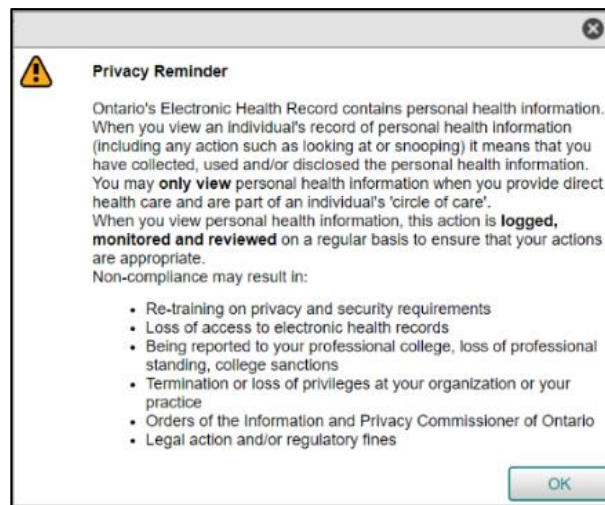 Privacy Reminder
Ontario's Electronic Health Record contains personal health information.
When you view an individual's record of personal health information
(including any action such as looking at or snooping) it means that you
have collected, used and/or disclosed the personal health information.
You may only view personal health information when you provide direct
health care and are part of an individual's 'circle of care'.
When you view personal health information, this action is logged,
monitored and reviewed on a regular basis to ensure that your actions
are appropriate.
Non-compliance may result in:
• Re-training on privacy and security requirements
• Loss of access to electronic health records
• Being reported to your professional college, loss of professional
standing, college sanctions
• Termination or loss of privileges at your organization or your
practice
• Orders of the Information and Privacy Commissioner of Ontario
• Legal action and/or regulatory fines
OK